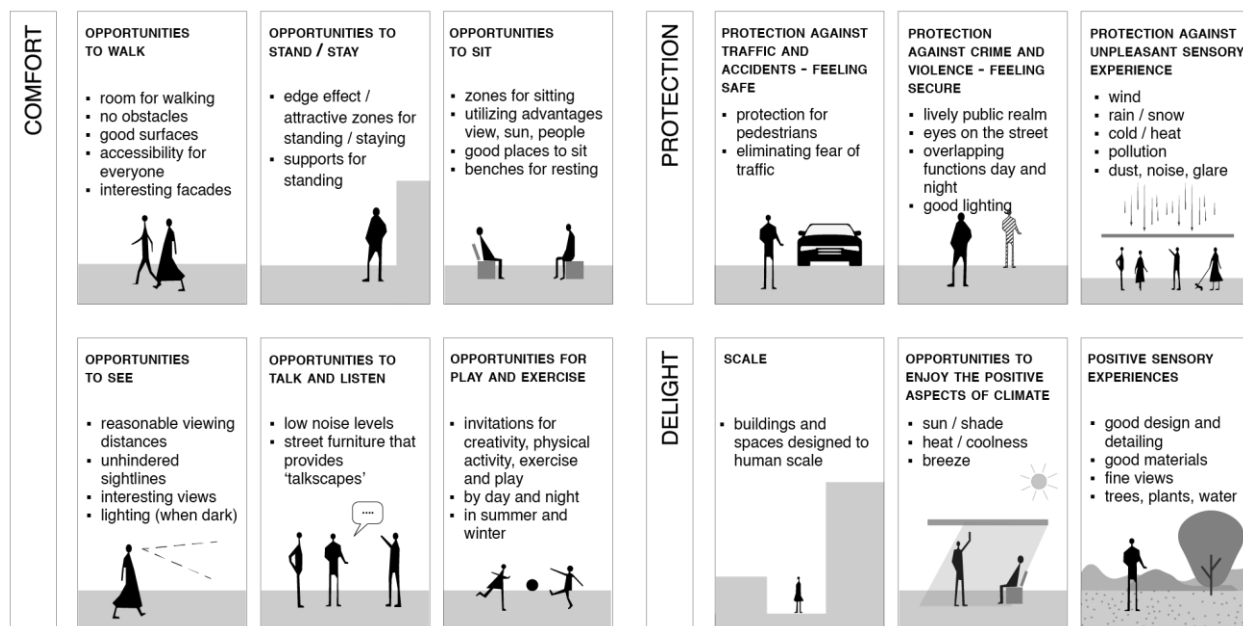 COMFORT
OPPORTUNITIES
TO WALK
▪ room for walking
▪ no obstacles
▪ good surfaces
▪ accessibility for
everyone
▪ interesting facades
OPPORTUNITIES TO
STAND / STAY
▪ edge effect /
attractive zones for
standing / staying
▪ supports for
standing
OPPORTUNITIES
TO SIT
▪ zones for sitting
▪ utilizing advantages
view, sun, people
▪ good places to sit
▪ benches for resting
OPPORTUNITIES
TO SEE
▪ reasonable viewing
distances
▪ unhindered
sightlines
▪ interesting views
▪ lighting (when dark)
OPPORTUNITIES TO
TALK AND LISTEN
▪ low noise levels
▪ street furniture that
provides
‘talkscapes’
....
OPPORTUNITIES FOR
PLAY AND EXERCISE
▪ invitations for
creativity, physical
activity, exercise
and play
▪ by day and night
▪ in summer and
winter
PROTECTION
PROTECTION AGAINST
TRAFFIC AND
ACCIDENTS - FEELING
SAFE
▪ protection for
pedestrians
▪ eliminating fear of
traffic
PROTECTION
AGAINST CRIME AND
VIOLENCE - FEELING
SECURE
▪ lively public realm
▪ eyes on the street
▪ overlapping
functions day and
night
▪ good lighting
PROTECTION AGAINST
UNPLEASANT SENSORY
EXPERIENCE
▪ wind
▪ rain / snow
▪ cold / heat
▪ pollution
▪ dust, noise, glare
DELIGHT
SCALE
▪ buildings and
spaces designed to
human scale
OPPORTUNITIES TO
ENJOY THE POSITIVE
ASPECTS OF CLIMATE
▪ sun / shade
▪ heat / coolness
▪ breeze
POSITIVE SENSORY
EXPERIENCES
▪ good design and
detailing
▪ good materials
▪ fine views
▪ trees, plants, water